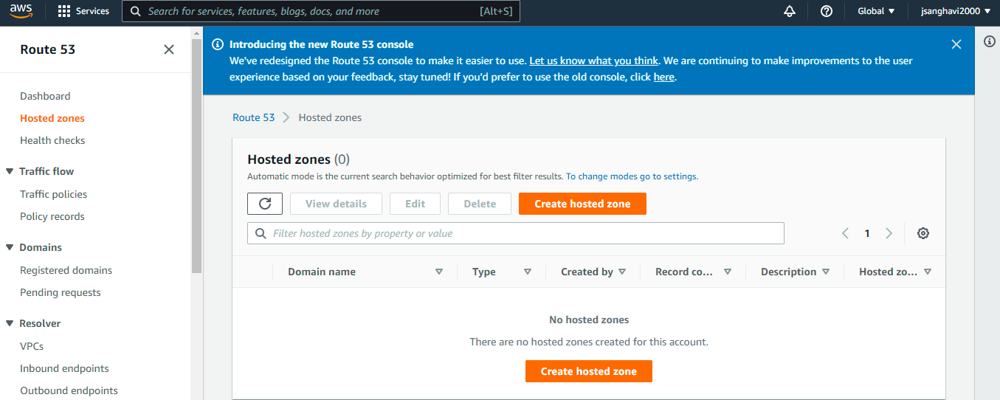 aws
Services
Search for services, features, blogs, docs, and more
[Alt+S]
Global
jsanghavi2000
Route 53
Dashboard
Hosted zones
Health checks
Traffic flow
Traffic policies
Policy records
Domains
Registered domains
Pending requests
Resolver
VPCs
Inbound endpoints
Outbound endpoints
Introducing the new Route 53 console
We've redesigned the Route 53 console to make it easier to use. Let us know what you think. We are continuing to make improvements to the user
experience based on your feedback, stay tuned! If you'd prefer to use the old console, click here.
Route 53 > Hosted zones
Hosted zones (0)
Automatic mode is the current search behavior optimized for best filter results. To change modes go to settings.
View details
Edit
Delete
Create hosted zone
Filter hosted zones by property or value
1
Domain name
Type
Created by
Record co...
Description
Hosted zo...
No hosted zones
There are no hosted zones created for this account.
Create hosted zone